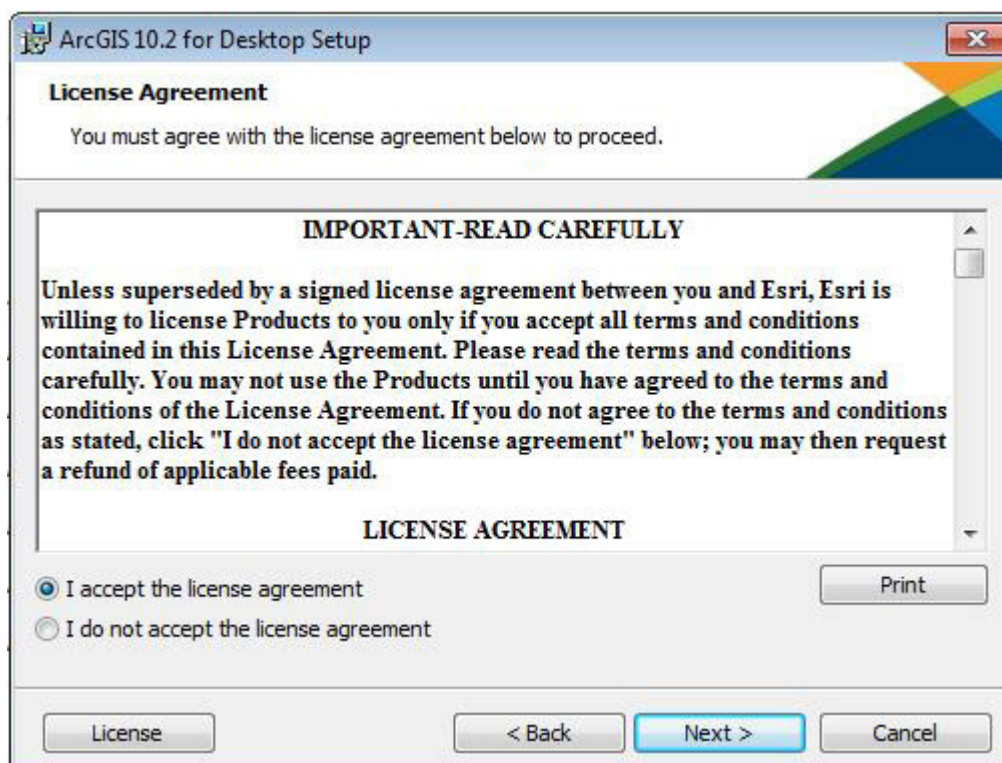 ArcGIS 10.2 for Desktop Setup
License Agreement
You must agree with the license agreement below to proceed.
IMPORTANT-READ CAREFULLY
Unless superseded by a signed license agreement between you and Esri, Esri is
willing to license Products to you only if you accept all terms and conditions
contained in this License Agreement. Please read the terms and conditions
carefully. You may not use the Products until you have agreed to the terms and
conditions of the License Agreement. If you do not agree to the terms and conditions
as stated, click "I do not accept the license agreement" below; you may then request
a refund of applicable fees paid.
LICENSE AGREEMENT
I accept the license agreement
Print
I do not accept the license agreement
License
< Back
Next >
Cancel